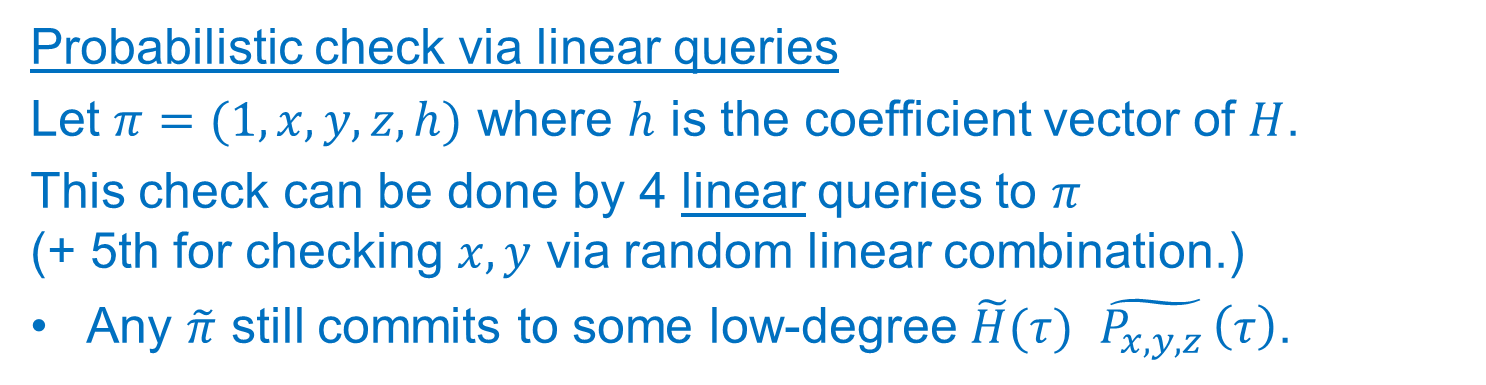 Probabilistic check via linear queries
Let 𝜋 = (1, 𝑥, 𝑦, 𝑧, ℎ) where ℎ is the coefficient vector of 𝐻.
This check can be done by 4 linear queries to 𝜋
(+ 5th for checking 𝑥, 𝑦 via random linear combination.)
• Any 𝜋̃ still commits to some low-degree 𝐻̃(𝜏) 𝑃̃_{𝑥,𝑦,𝑧}(𝜏).